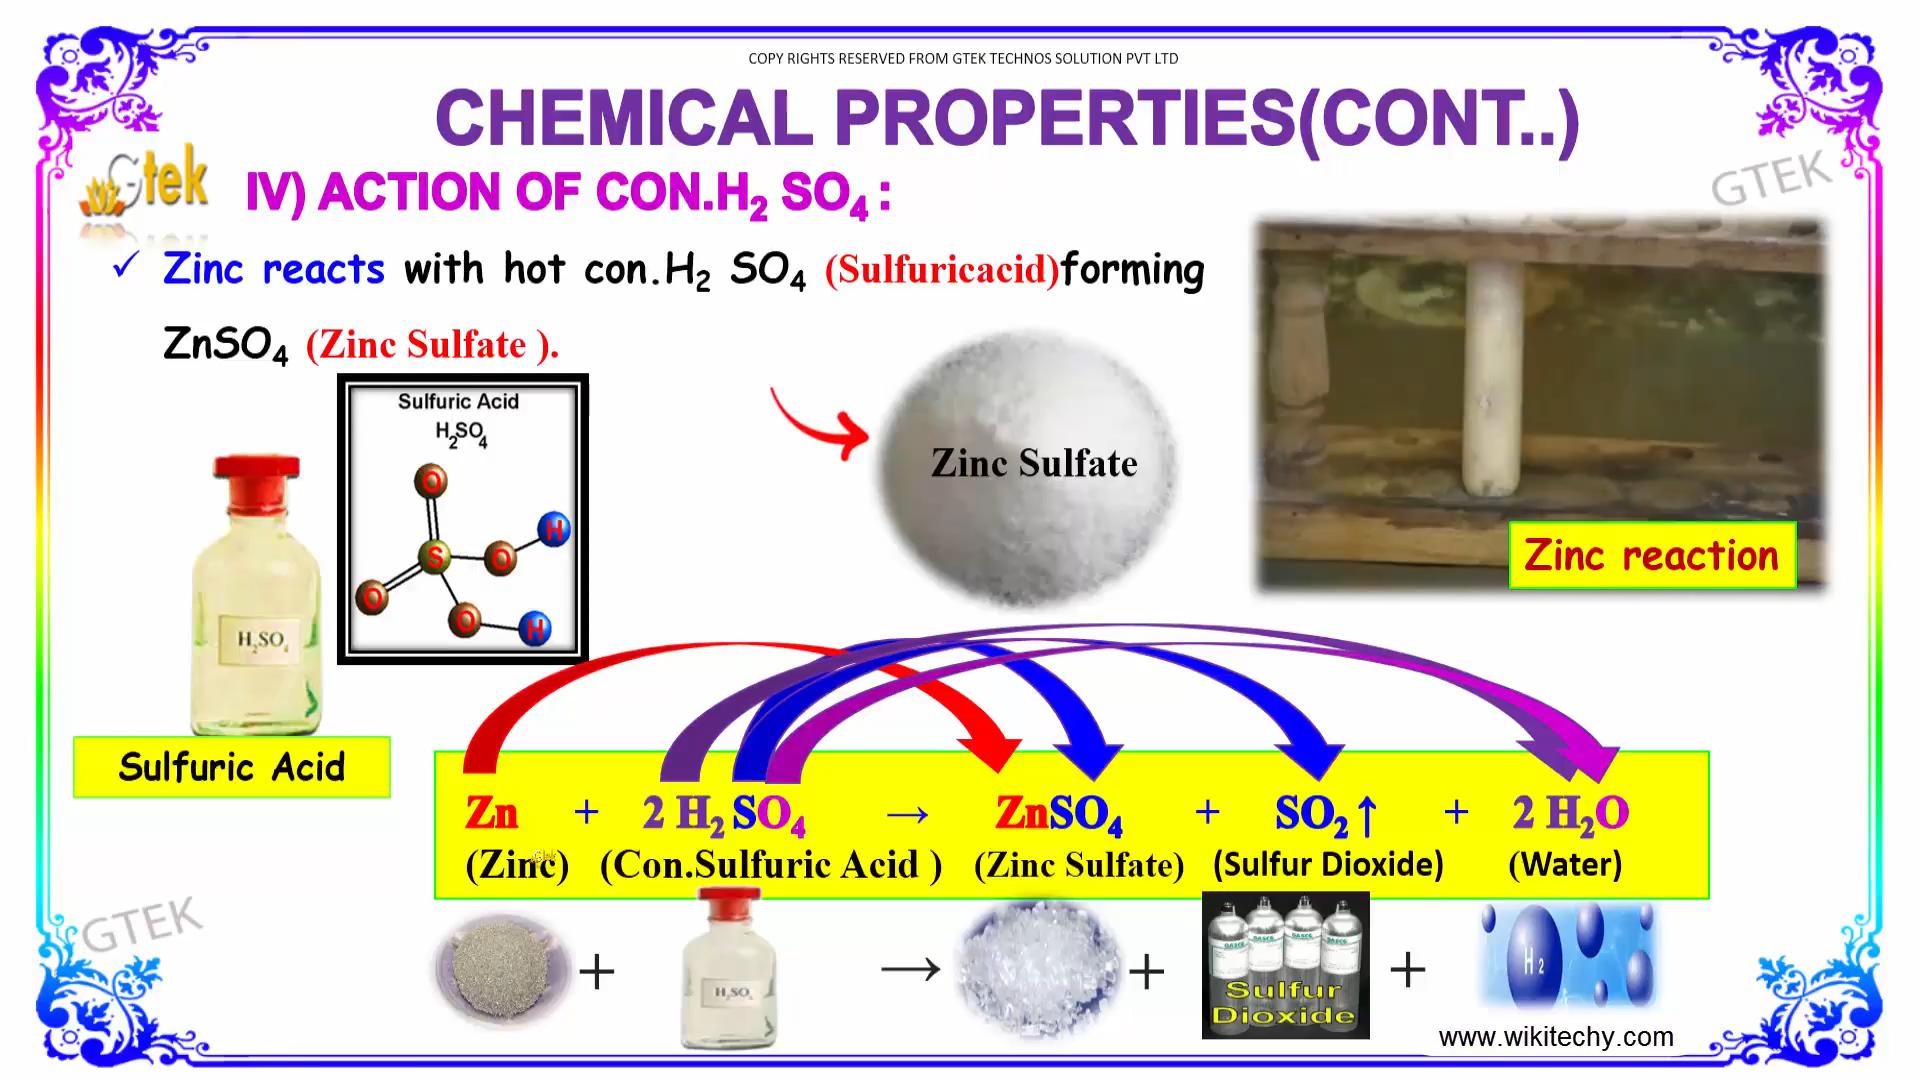 COPY RIGHTS RESERVED FROM GTEK TECHNOS SOLUTION PVT LTD
CHEMICAL PROPERTIES(CONT..)
Gtek
GTEK
IV) ACTION OF CON.H₂ SO₄ :
✓ Zinc reacts with hot con.H₂ SO₄ (Sulfuricacid)forming
ZnSO₄ (Zinc Sulfate ).
Sulfuric Acid
H₂SO₄
O
H
S
O
O
O
H
Zinc Sulfate
Zinc reaction
H₂SO₄
Sulfuric Acid
Zn + 2 H₂ SO₄ → ZnSO₄ + SO₂ ↑ + 2 H₂O
(Zinc) (Con.Sulfuric Acid ) (Zinc Sulfate) (Sulfur Dioxide) (Water)
GTEK
+ H₂SO₄ → + Sulfur Dioxide + H₂
www.wikitechy.com